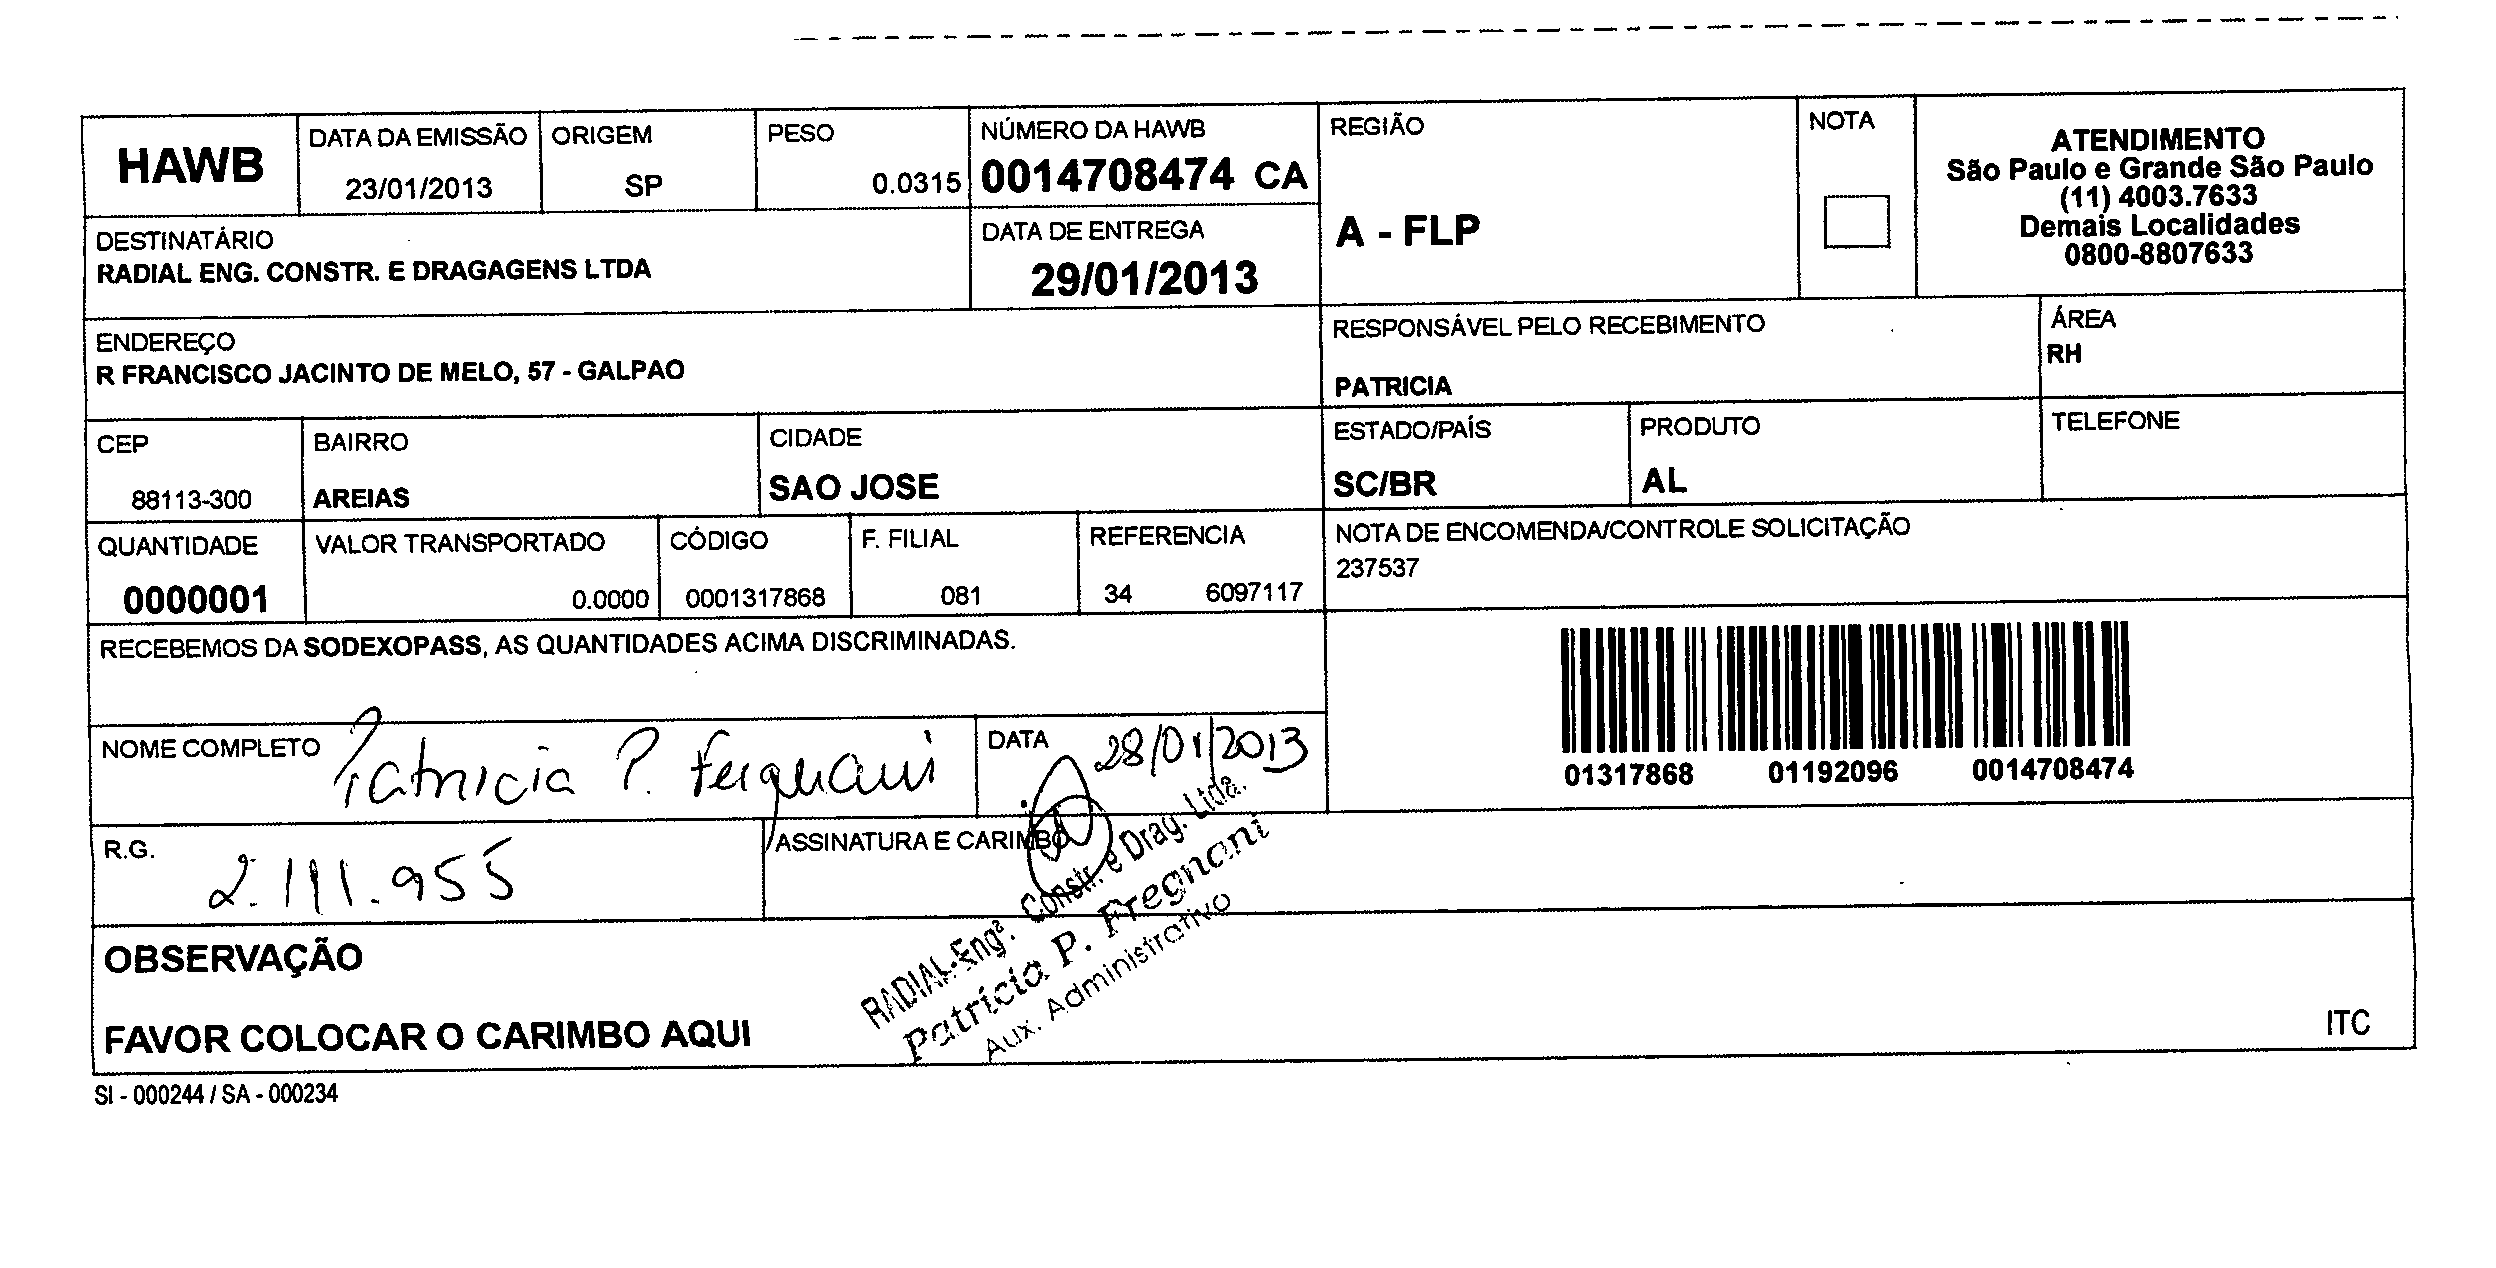 HAWB
DATA DA EMISSÃO
23/01/2013
ORIGEM
SP
PESO
0.0315
NÚMERO DA HAWB
0014708474 CA
REGIÃO
A - FLP
NOTA
ATENDIMENTO
São Paulo e Grande São Paulo
(11) 4003.7633
Demais Localidades
0800-8807633
DESTINATÁRIO
RADIAL ENG. CONSTR. E DRAGAGENS LTDA
DATA DE ENTREGA
29/01/2013
ENDEREÇO
R FRANCISCO JACINTO DE MELO, 57 - GALPAO
RESPONSÁVEL PELO RECEBIMENTO
PATRICIA
ÁREA
RH
CEP
88113-300
BAIRRO
AREIAS
CIDADE
SAO JOSE
ESTADO/PAÍS
SC/BR
PRODUTO
AL
TELEFONE
QUANTIDADE
0000001
VALOR TRANSPORTADO
0.0000
CÓDIGO
0001317868
F. FILIAL
081
REFERENCIA
34 6097117
NOTA DE ENCOMENDA/CONTROLE SOLICITAÇÃO
237537
RECEBEMOS DA SODEXOPASS, AS QUANTIDADES ACIMA DISCRIMINADAS.
01317868 01192096 0014708474
NOME COMPLETO Patricia P.
DATA 28/01/2013
R.G. 2.111.955
ASSINATURA E CARIMBO
RADIAL-Engª. Constr. e Drag. Ltda.
Patrícia P. Fregnani
Aux. Administrativo
OBSERVAÇÃO
FAVOR COLOCAR O CARIMBO AQUI
ITC
SI - 000244 / SA - 000234